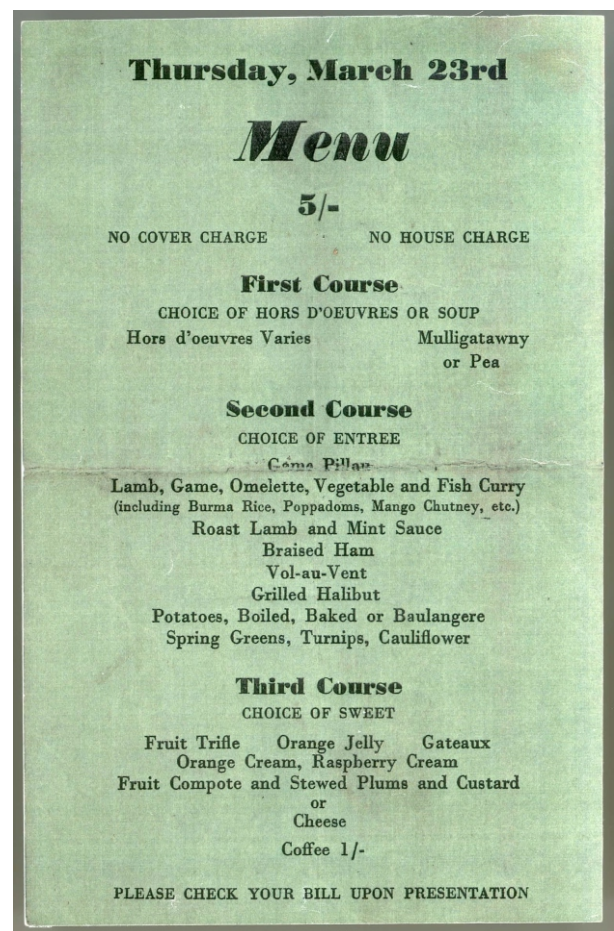 Thursday, March 23rd
Menu
5/-
NO COVER CHARGE NO HOUSE CHARGE
First Course
CHOICE OF HORS D'OEUVRES OR SOUP
Hors d'oeuvres Varies Mulligatawny
or Pea
Second Course
CHOICE OF ENTREE
Game
Lamb, Game, Omelette, Vegetable and Fish Curry
(including Burma Rice, Poppadoms, Mango Chutney, etc.)
Roast Lamb and Mint Sauce
Braised Ham
Vol-au-Vent
Grilled Halibut
Potatoes, Boiled, Baked or Baulangere
Spring Greens, Turnips, Cauliflower
Third Course
CHOICE OF SWEET
Fruit Trifle Orange Jelly Gateaux
Orange Cream, Raspberry Cream
Fruit Compote and Stewed Plums and Custard
or
Cheese
Coffee 1/-
PLEASE CHECK YOUR BILL UPON PRESENTATION